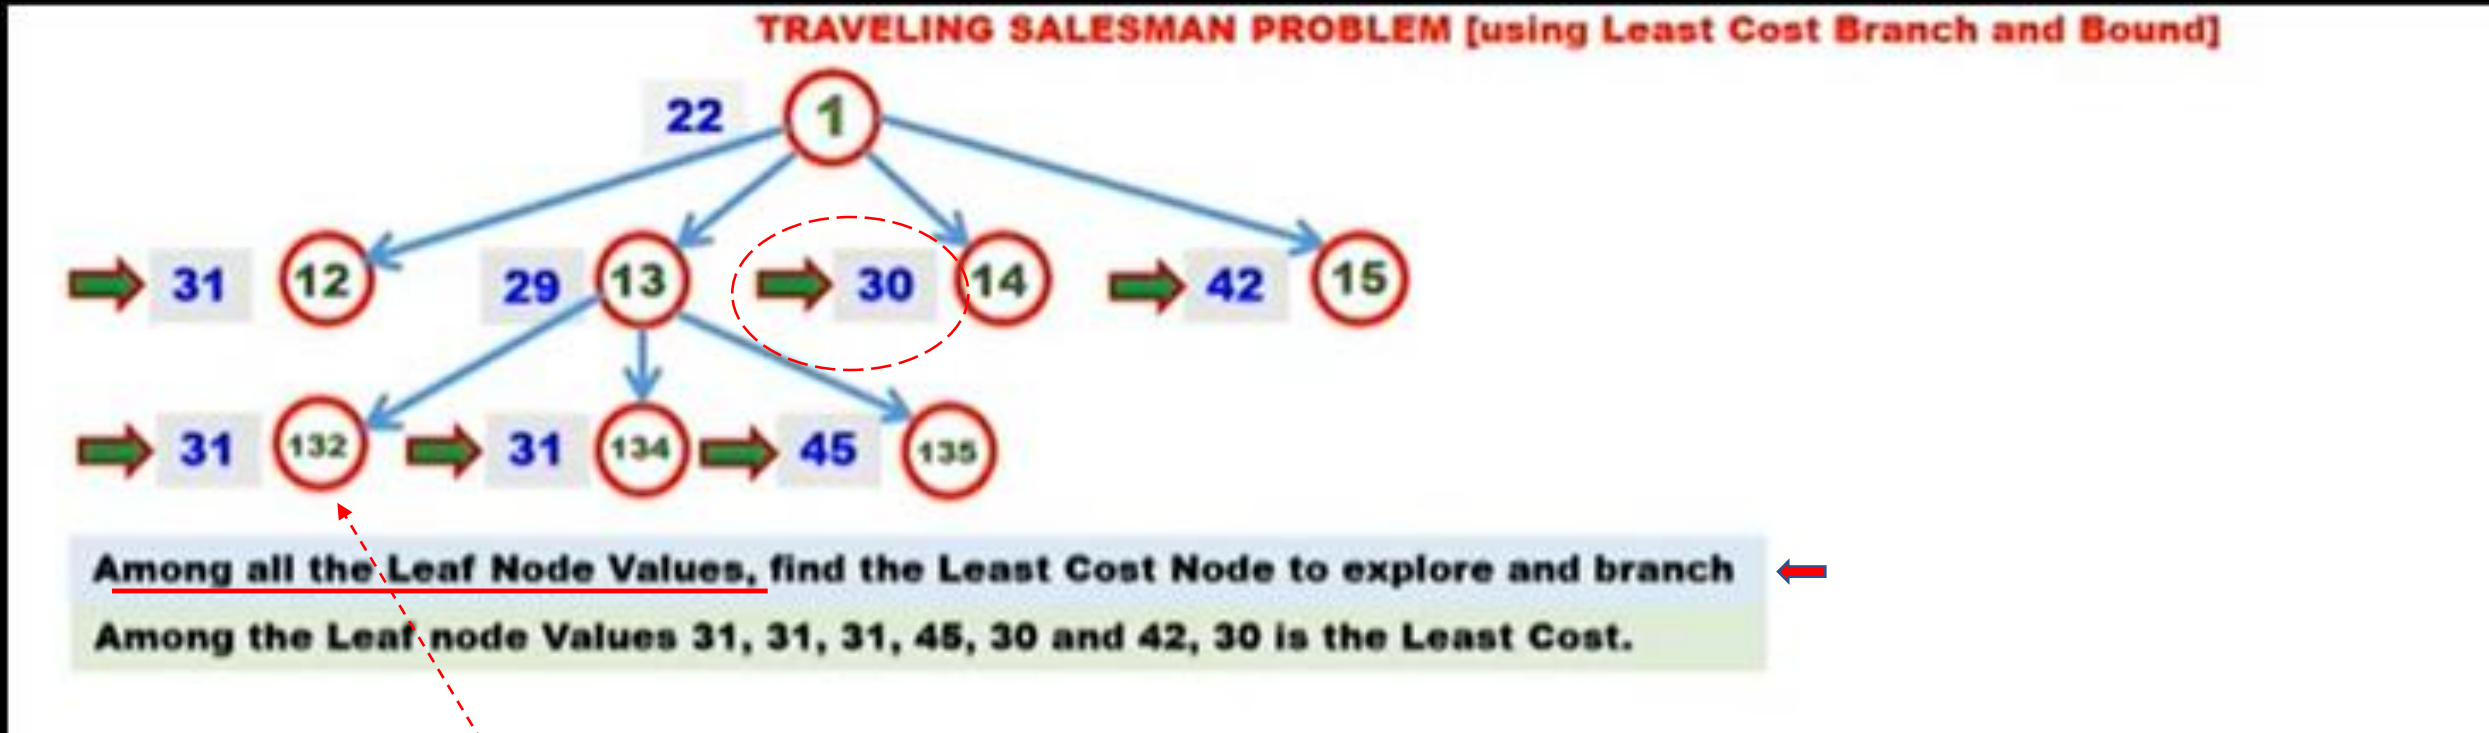 TRAVELING SALESMAN PROBLEM [using Least Cost Branch and Bound]
22 1
31 12 29 13 30 14 42 15
31 132 31 134 45 135
Among all the Leaf Node Values, find the Least Cost Node to explore and branch
Among the Leaf node Values 31, 31, 31, 45, 30 and 42, 30 is the Least Cost.